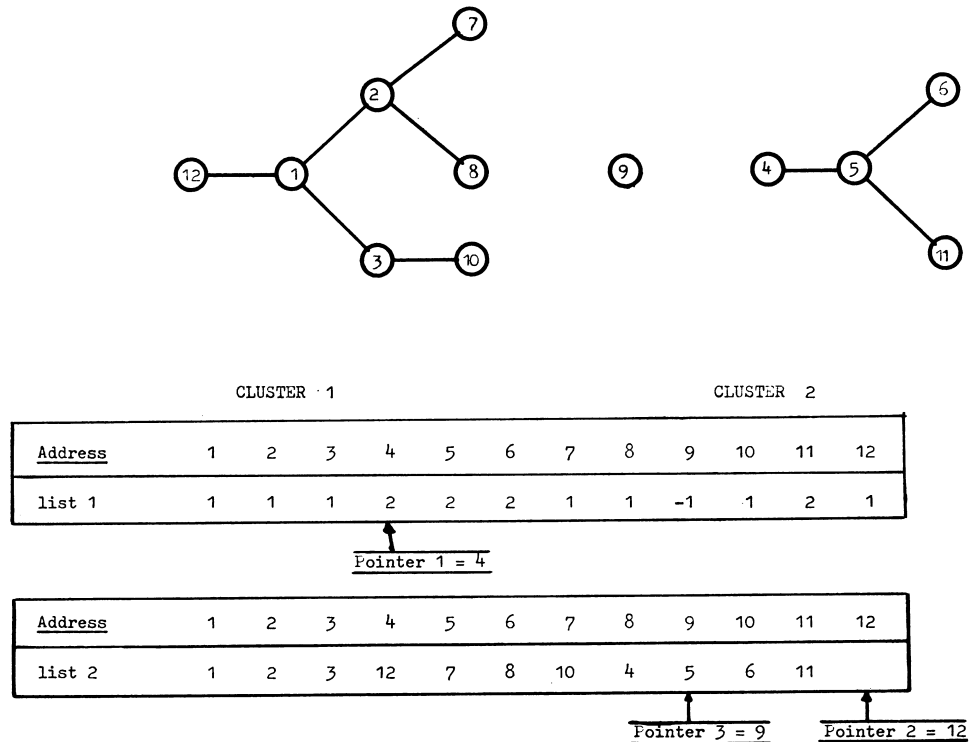 7
2
6
12
1
8
9
4
5
3
10
11
CLUSTER 1
CLUSTER 2
Address 1 2 3 4 5 6 7 8 9 10 11 12
list 1 1 1 1 2 2 2 1 1 -1 1 2 1
Pointer 1 = 4
Address 1 2 3 4 5 6 7 8 9 10 11 12
list 2 1 2 3 12 7 8 10 4 5 6 11
Pointer 3 = 9
Pointer 2 = 12